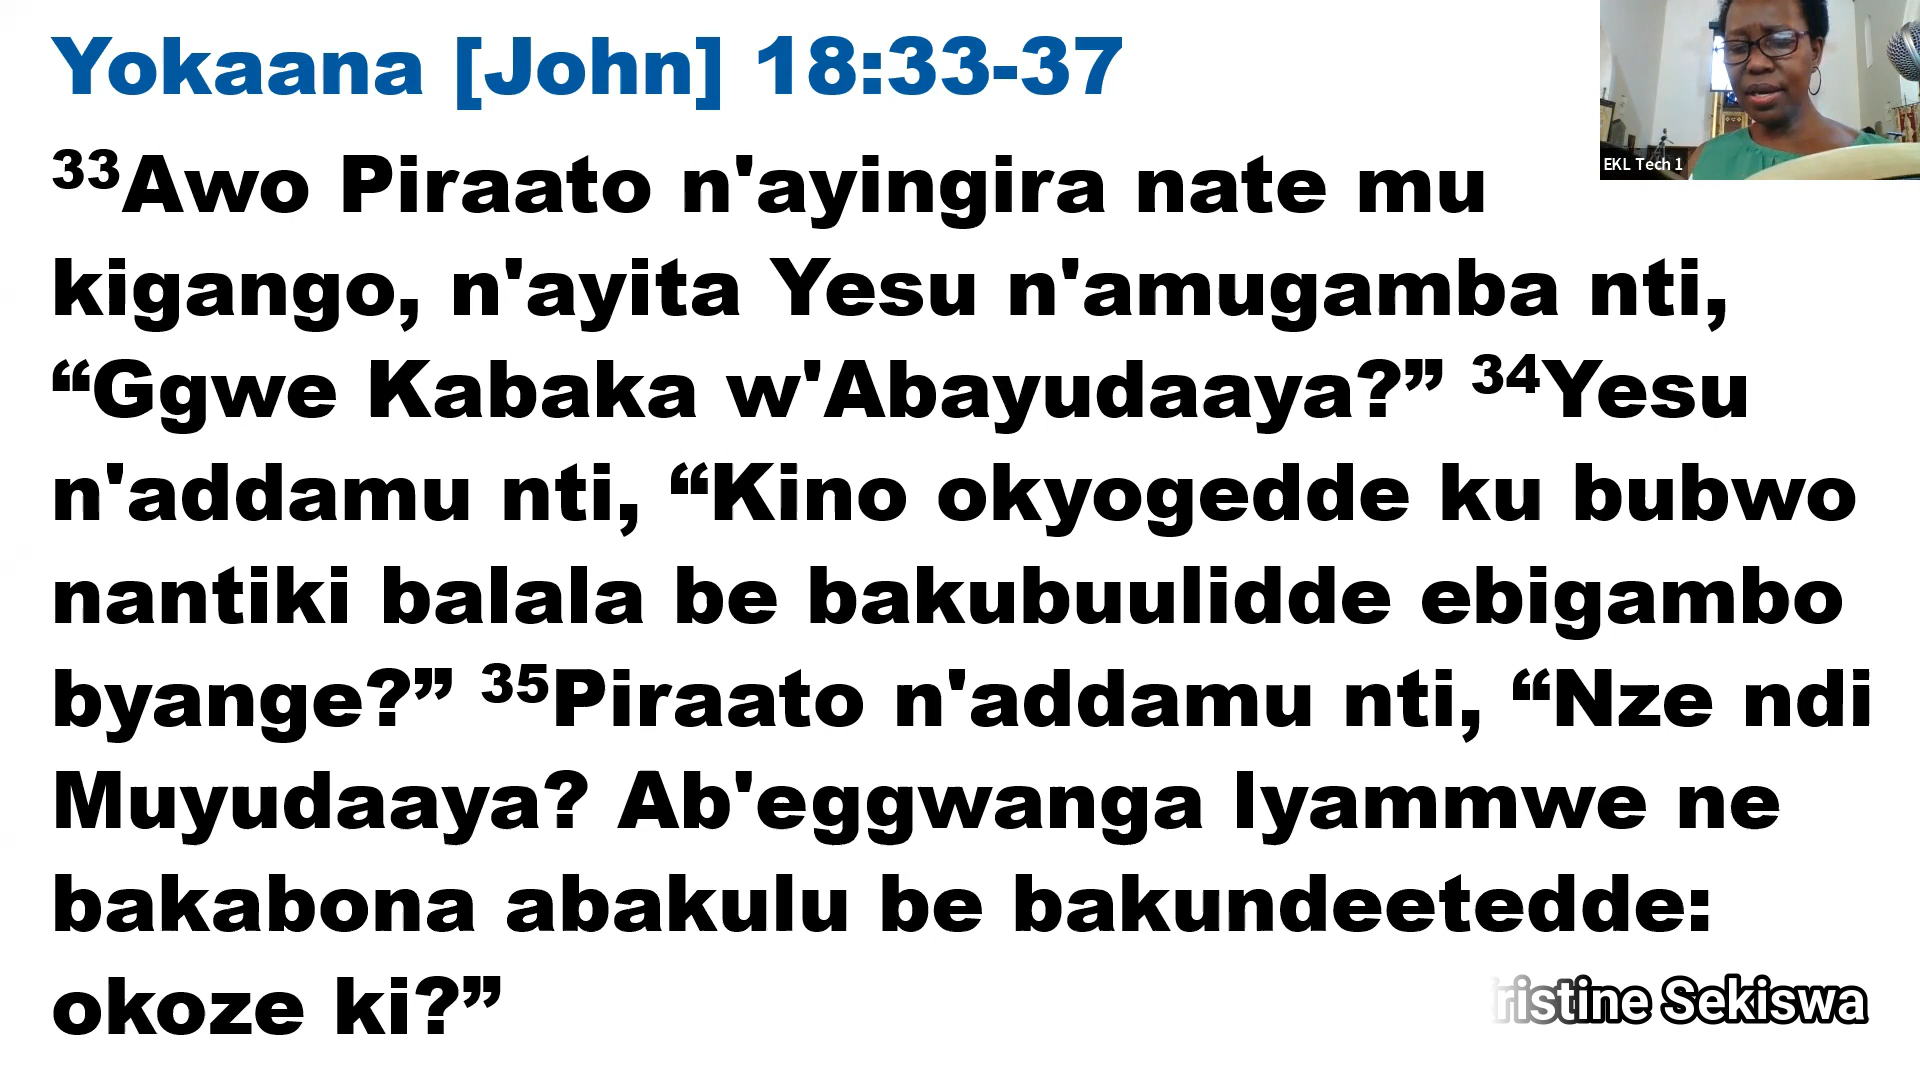 Yokaana [John] 18:33-37
EKL Tech 1
³³Awo Piraato n'ayingira nate mu
kigango, n'ayita Yesu n'amugamba nti,
“Ggwe Kabaka w'Abayudaaya?” ³⁴Yesu
n'addamu nti, “Kino okyogedde ku bubwo
nantiki balala be bakubuulidde ebigambo
byange?” ³⁵Piraato n'addamu nti, “Nze ndi
Muyudaaya? Ab'eggwanga lyammwe ne
bakabona abakulu be bakundeetedde:
okoze ki?”
Sekiswa